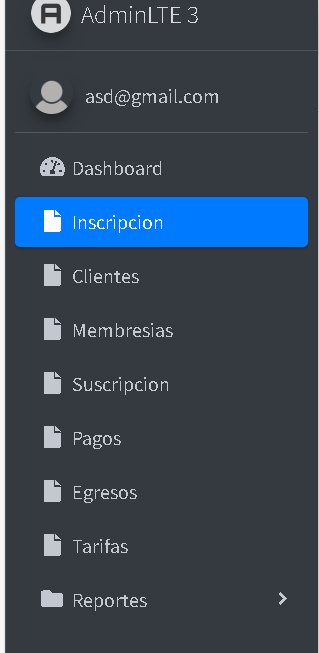 AdminLTE 3
asd@gmail.com
Dashboard
Inscripcion
Clientes
Membresias
Suscripcion
Pagos
Egresos
Tarifas
Reportes